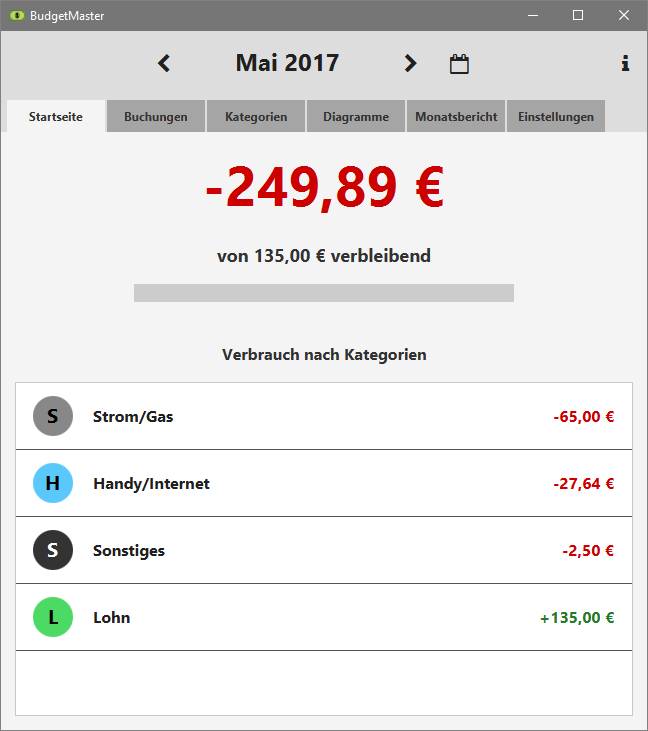 BudgetMaster
Mai 2017
Startseite Buchungen Kategorien Diagramme Monatsbericht Einstellungen
-249,89 €
von 135,00 € verbleibend
Verbrauch nach Kategorien
S Strom/Gas -65,00 €
H Handy/Internet -27,64 €
S Sonstiges -2,50 €
L Lohn +135,00 €